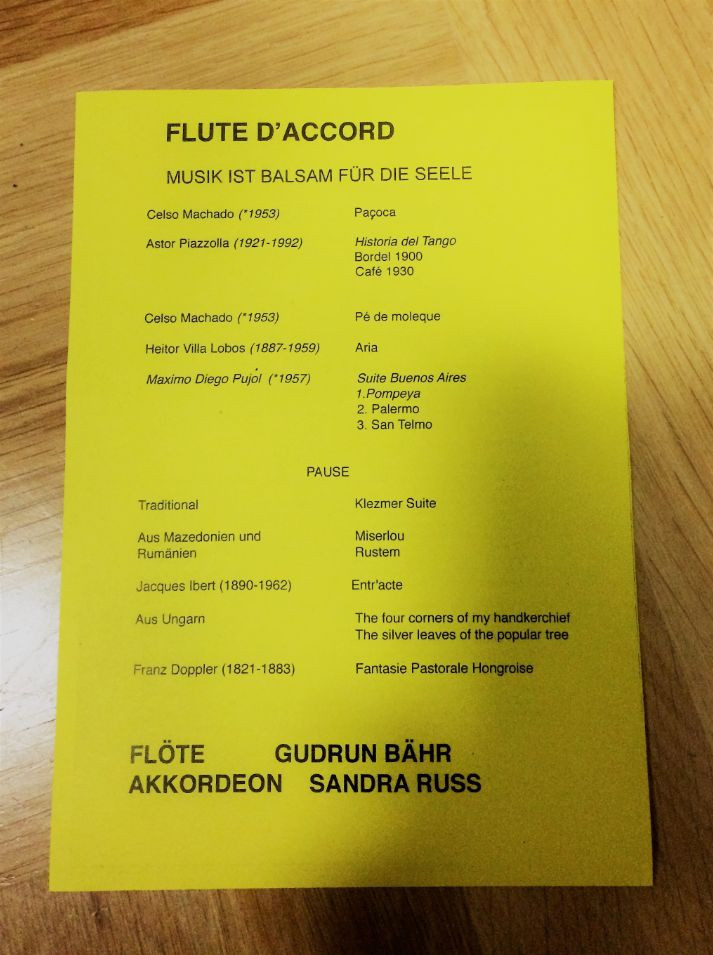 FLUTE D'ACCORD
MUSIK IST BALSAM FÜR DIE SEELE
Celso Machado (*1953) Paçoca
Astor Piazzolla (1921-1992) Historia del Tango
Bordel 1900
Café 1930
Celso Machado (*1953) Pé de moleque
Heitor Villa Lobos (1887-1959) Aria
Maximo Diego Pujol (*1957) Suite Buenos Aires
1.Pompeya
2. Palermo
3. San Telmo
PAUSE
Traditional Klezmer Suite
Aus Mazedonien und Miserlou
Rumänien Rustem
Jacques Ibert (1890-1962) Entr'acte
Aus Ungarn The four corners of my handkerchief
The silver leaves of the popular tree
Franz Doppler (1821-1883) Fantasie Pastorale Hongroise
FLÖTE GUDRUN BÄHR
AKKORDEON SANDRA RUSS